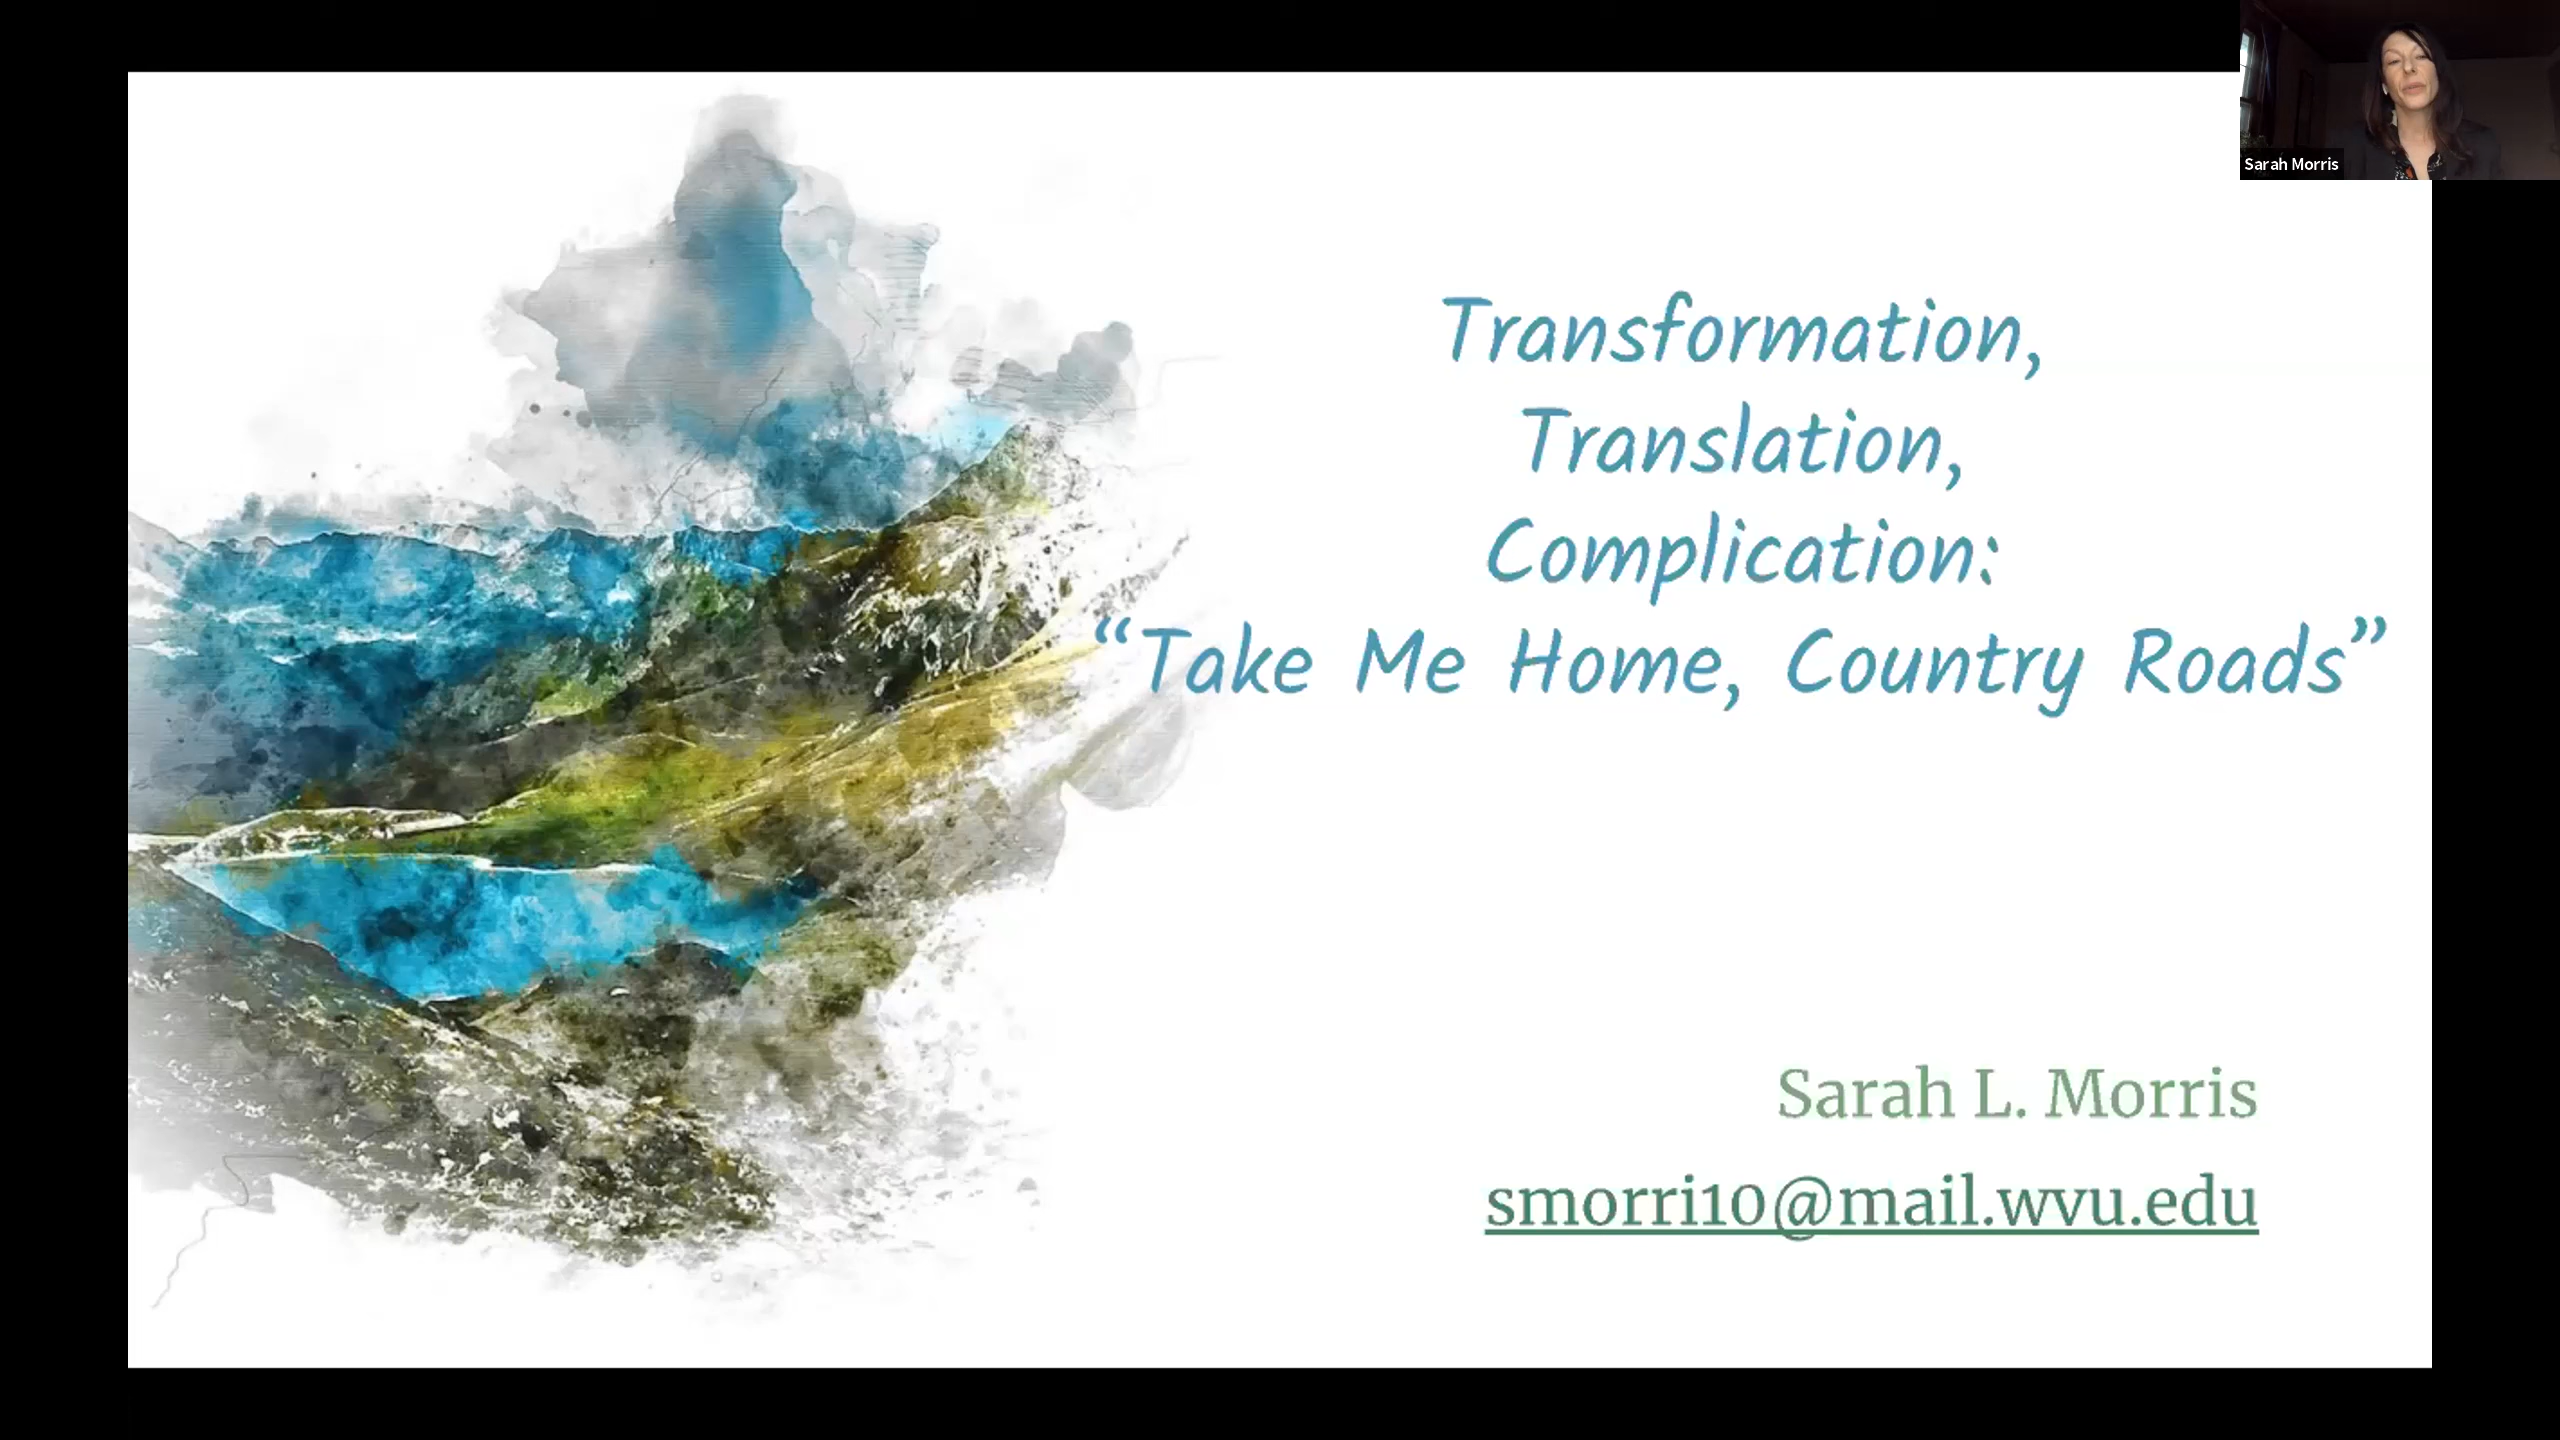 Sarah Morris
Transformation,
Translation,
Complication:
“Take Me Home, Country Roads”
Sarah L. Morris
smorri10@mail.wvu.edu